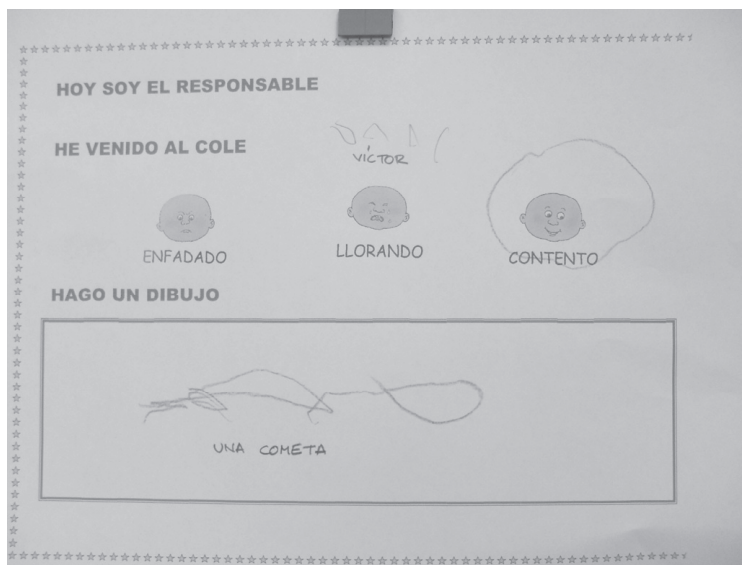 HOY SOY EL RESPONSABLE
HE VENIDO AL COLE
VÍCTOR
ENFADADO LLORANDO CONTENTO
HAGO UN DIBUJO
UNA COMETA